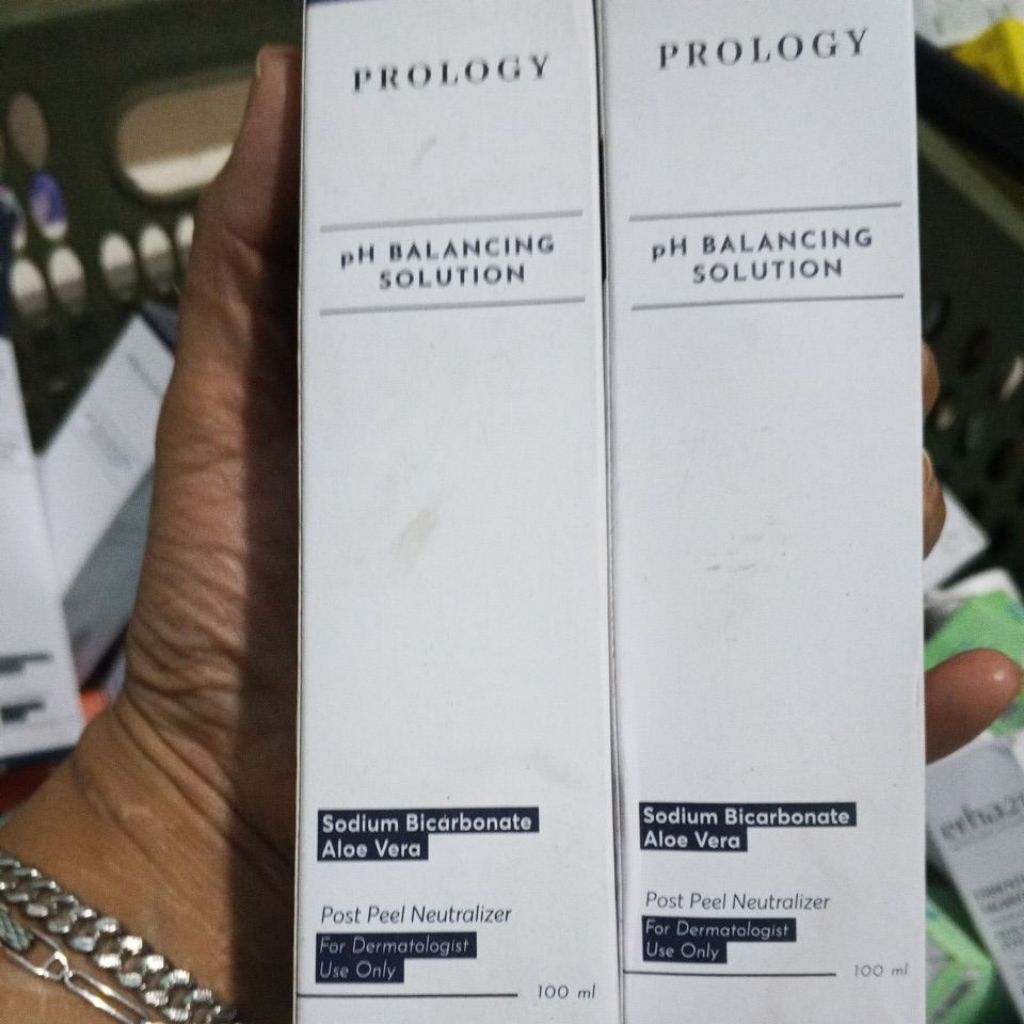 PROLOGY
pH BALANCING
SOLUTION
Sodium Bicarbonate
Aloe Vera
Post Peel Neutralizer
For Dermatologist
Use Only
100 ml
PROLOGY
pH BALANCING
SOLUTION
Sodium Bicarbonate
Aloe Vera
Post Peel Neutralizer
For Dermatologist
Use Only
100 ml